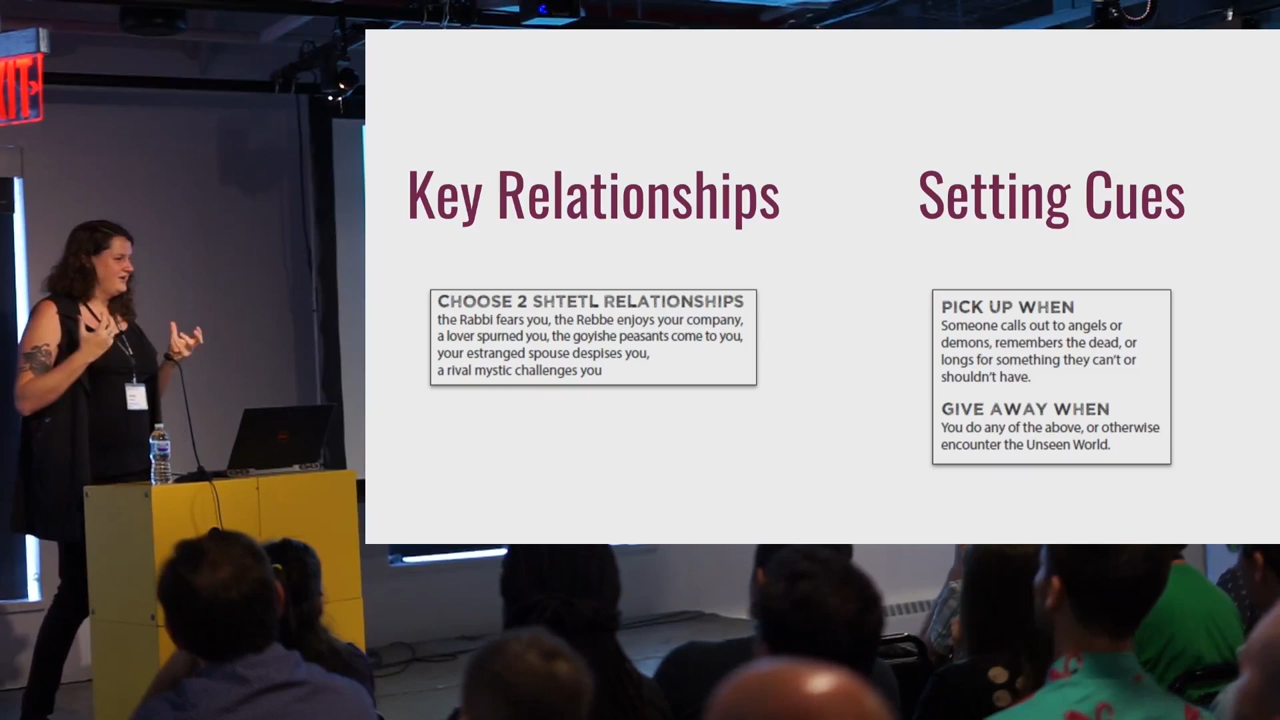 EXIT
Key Relationships
CHOOSE 2 SHTETL RELATIONSHIPS
the Rabbi fears you, the Rebbe enjoys your company,
a lover spurned you, the goyishe peasants come to you,
your estranged spouse despises you,
a rival mystic challenges you
Setting Cues
PICK UP WHEN
Someone calls out to angels or
demons, remembers the dead, or
longs for something they can't or
shouldn't have.
GIVE AWAY WHEN
You do any of the above, or otherwise
encounter the Unseen World.